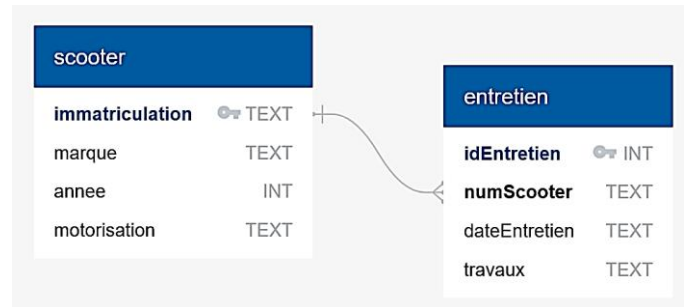 scooter
immatriculation TEXT
marque TEXT
annee INT
motorisation TEXT
entretien
idEntretien INT
numScooter TEXT
dateEntretien TEXT
travaux TEXT